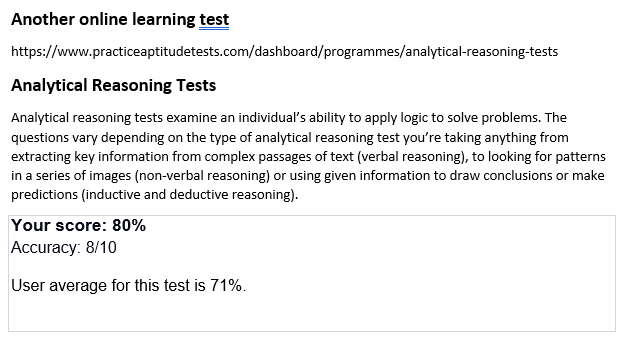 Another online learning test
https://www.practiceaptitudetests.com/dashboard/programmes/analytical-reasoning-tests
Analytical Reasoning Tests
Analytical reasoning tests examine an individual’s ability to apply logic to solve problems. The
questions vary depending on the type of analytical reasoning test you’re taking anything from
extracting key information from complex passages of text (verbal reasoning), to looking for patterns
in a series of images (non-verbal reasoning) or using given information to draw conclusions or make
predictions (inductive and deductive reasoning).
Your score: 80%
Accuracy: 8/10
User average for this test is 71%.